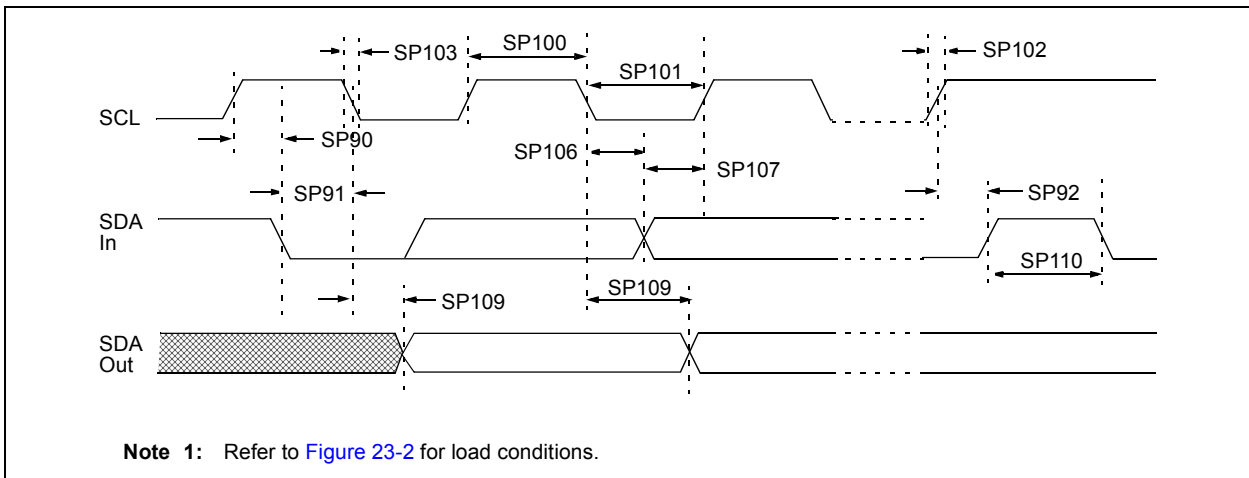 SP103
SP100
SP101
SP102
SCL
SP90
SP106
SP107
SP91
SP92
SDA
In
SP110
SP109
SP109
SDA
Out
Note 1: Refer to Figure 23-2 for load conditions.